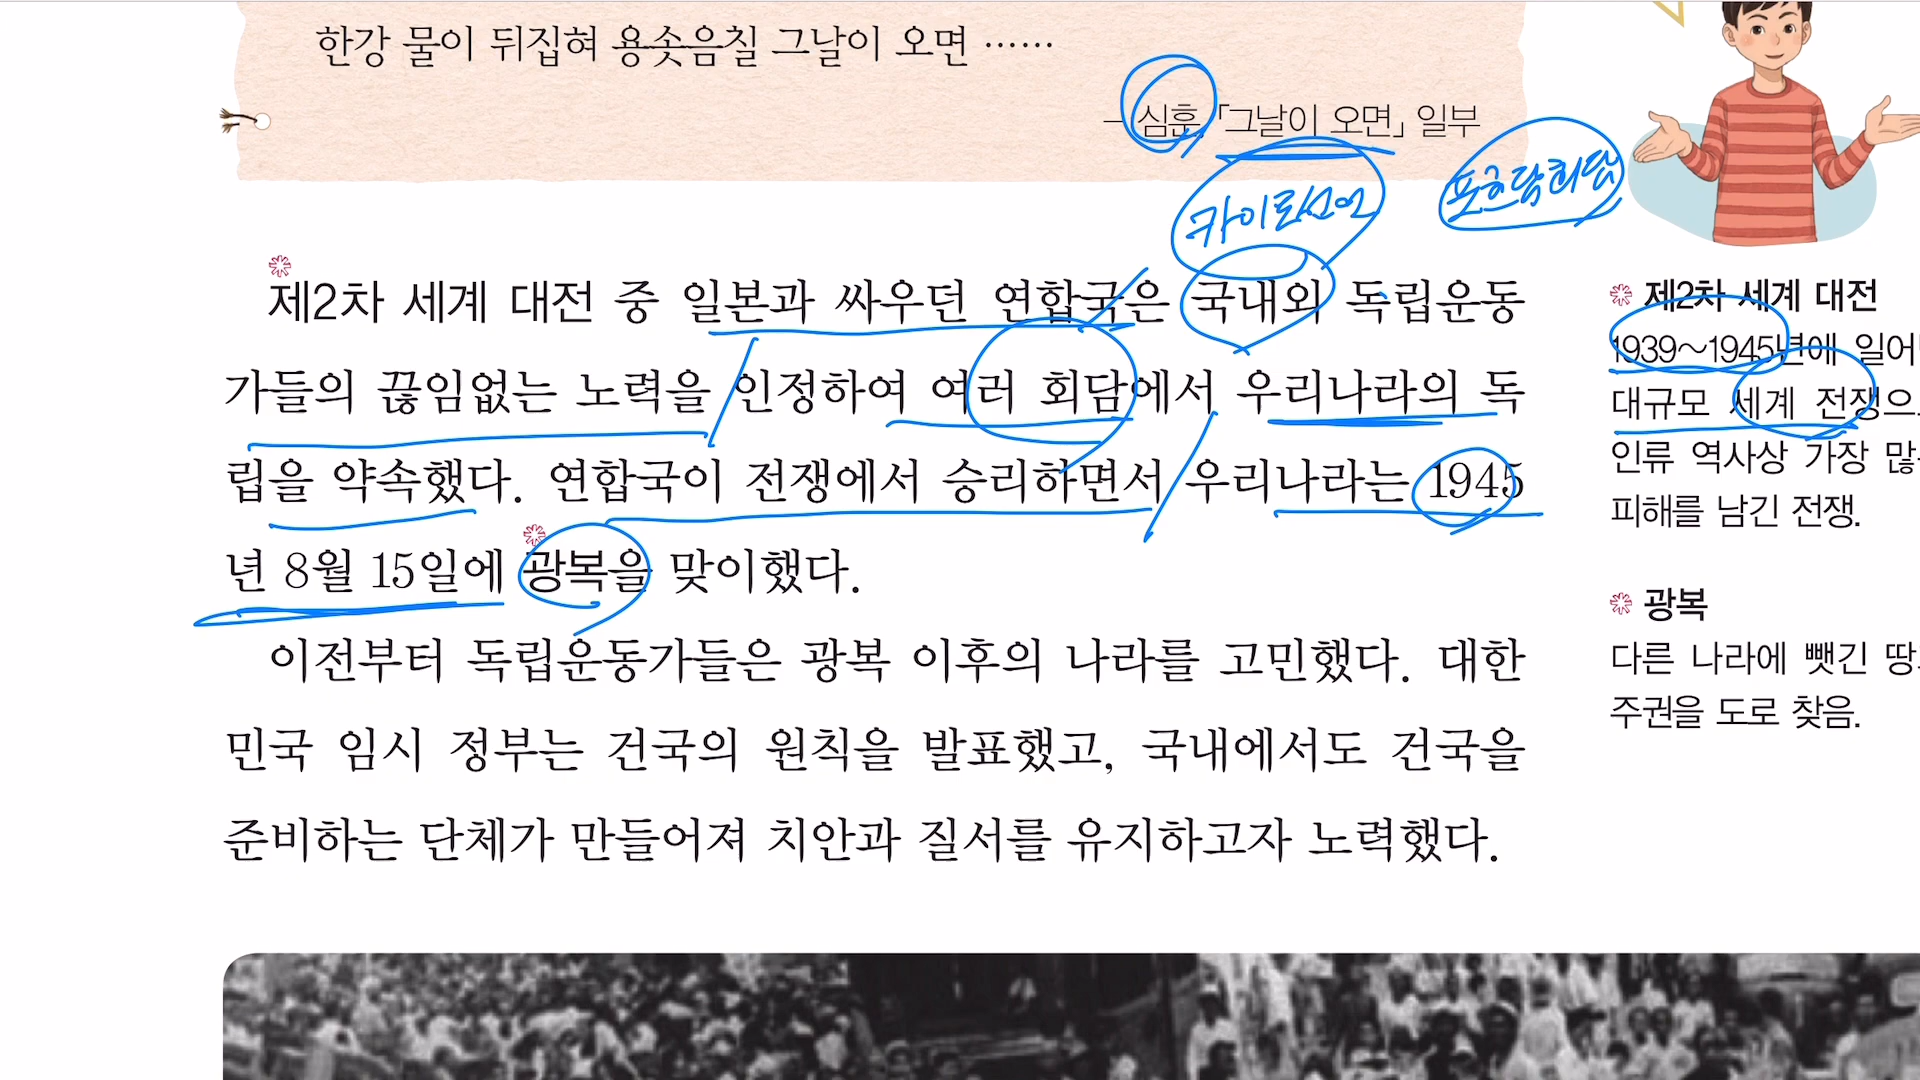 한강 물이 뒤집혀 용솟음칠 그날이 오면 ……
- 심훈, 「그날이 오면」 일부
카이로선언
포츠담회담
제2차 세계 대전 중 일본과 싸우던 연합국은 국내외 독립운동
가들의 끊임없는 노력을 인정하여 여러 회담에서 우리나라의 독
립을 약속했다. 연합국이 전쟁에서 승리하면서 우리나라는 1945
년 8월 15일에 광복을 맞이했다.
이전부터 독립운동가들은 광복 이후의 나라를 고민했다. 대한
민국 임시 정부는 건국의 원칙을 발표했고, 국내에서도 건국을
준비하는 단체가 만들어져 치안과 질서를 유지하고자 노력했다.
제2차 세계 대전
1939~1945년에 일어
대규모 세계 전쟁으
인류 역사상 가장 많
피해를 남긴 전쟁.
광복
다른 나라에 뺏긴 땅
주권을 도로 찾음.